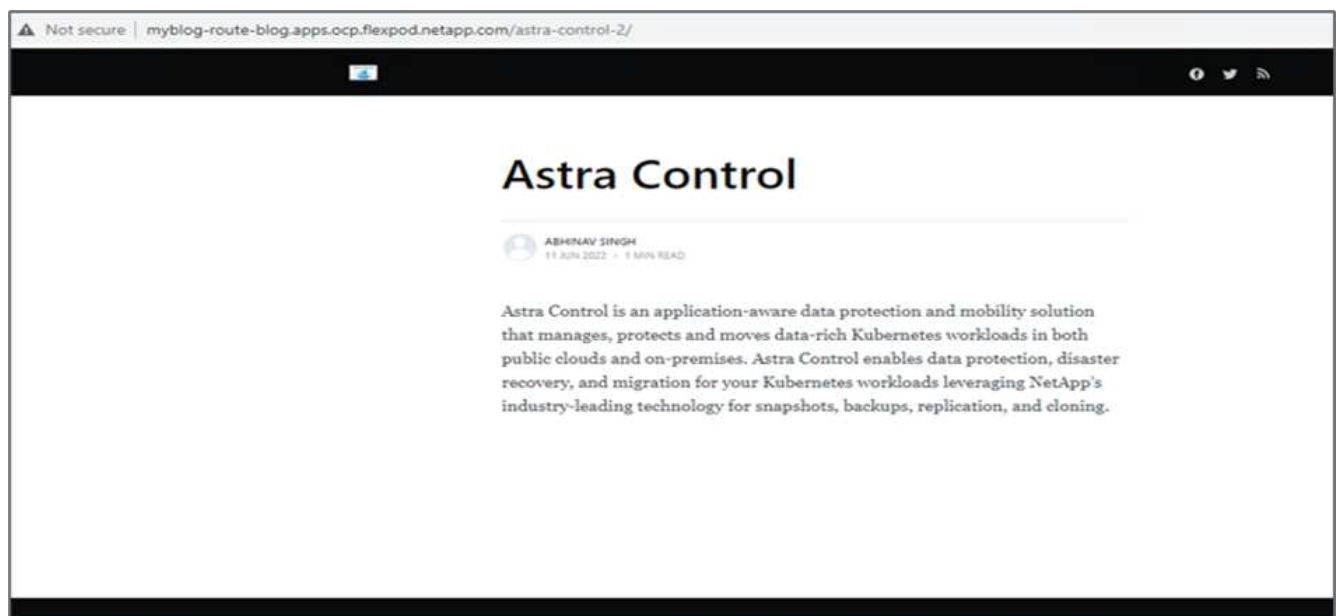 Not secure | myblog-route-blog.apps.ocp.flexpod.netapp.com/astra-control-2/
Astra Control
ABHINAV SINGH
11 JUN 2022 • 1 MIN READ
Astra Control is an application-aware data protection and mobility solution
that manages, protects and moves data-rich Kubernetes workloads in both
public clouds and on-premises. Astra Control enables data protection, disaster
recovery, and migration for your Kubernetes workloads leveraging NetApp's
industry-leading technology for snapshots, backups, replication, and cloning.